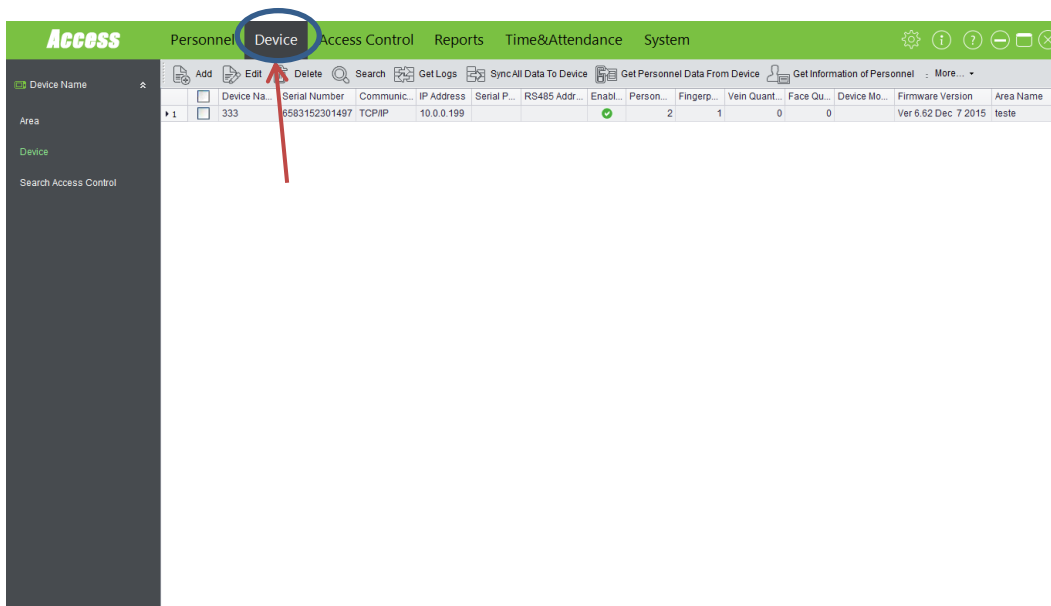 Access Personnel Device Access Control Reports Time&Attendance System
Add Edit Delete Search Get Logs Sync All Data To Device Get Personnel Data From Device Get Information of Personnel More...
Device Name
Area
Device
Search Access Control
Device Na... Serial Number Communic... IP Address Serial P... RS485 Addr... Enabl... Person... Fingerp... Vein Quant... Face Qu... Device Mo... Firmware Version Area Name
1 333 6583152301497 TCP/IP 10.0.0.199 2 1 0 0 Ver 6.62 Dec 7 2015 teste